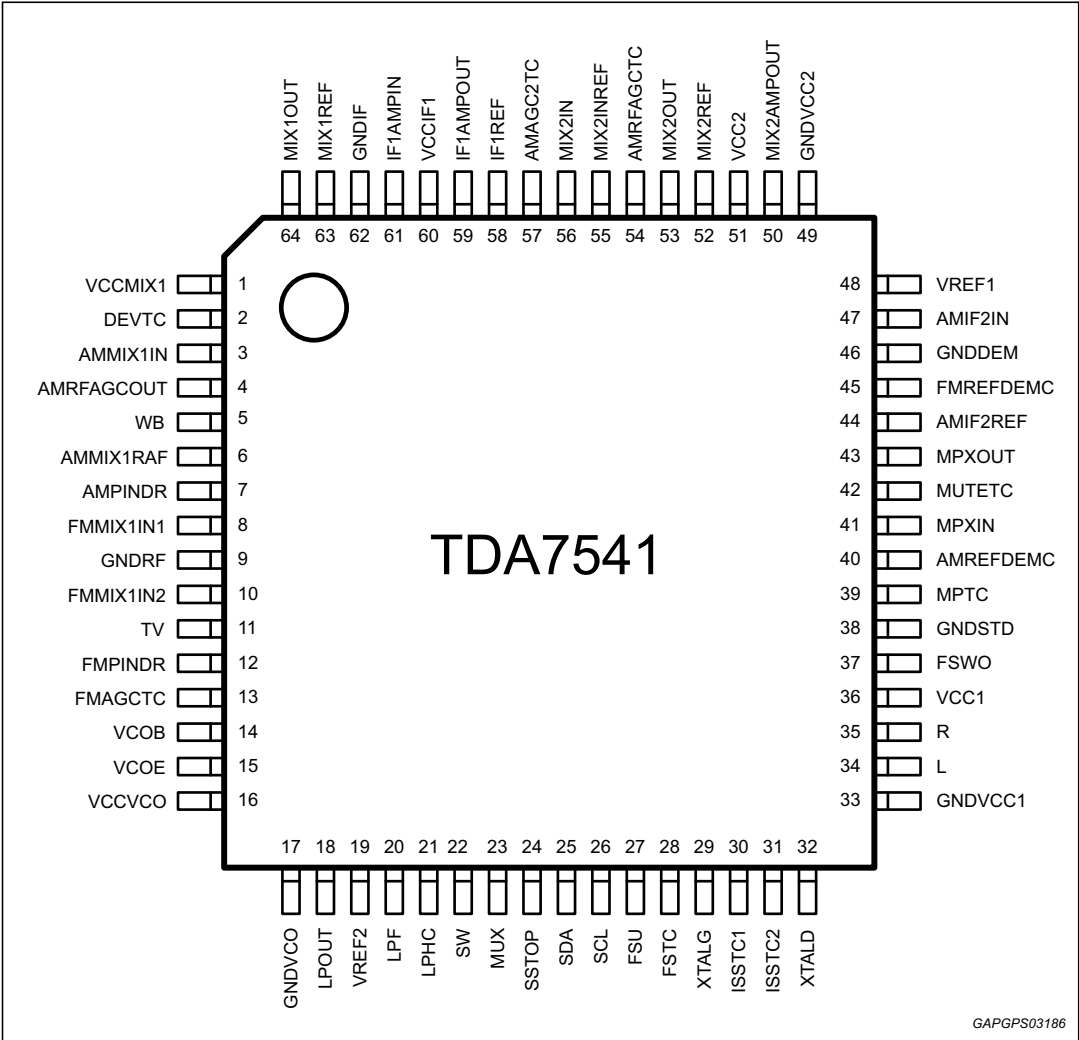 MIX1OUT
MIX1REF
GNDIF
IF1AMPIN
VCCIF1
IF1AMPOUT
IF1REF
AMAGC2TC
MIX2IN
MIX2INREF
AMRFAGCTC
MIX2OUT
MIX2REF
VCC2
MIX2AMPOUT
GNDVCC2
64 63 62 61 60 59 58 57 56 55 54 53 52 51 50 49
VCCMIX1 1
DEVTC 2
AMMIX1IN 3
AMRFAGCOUT 4
WB 5
AMMIX1RAF 6
AMPINDR 7
FMMIX1IN1 8
GNDRF 9
FMMIX1IN2 10
TV 11
FMPINDR 12
FMAGCTC 13
VCOB 14
VCOE 15
VCCVCO 16
TDA7541
48 VREF1
47 AMIF2IN
46 GNDDEM
45 FMREFDEMC
44 AMIF2REF
43 MPXOUT
42 MUTETC
41 MPXIN
40 AMREFDEMC
39 MPTC
38 GNDSTD
37 FSWO
36 VCC1
35 R
34 L
33 GNDVCC1
17 18 19 20 21 22 23 24 25 26 27 28 29 30 31 32
GNDVCO
LPOUT
VREF2
LPF
LPHC
SW
MUX
SSTOP
SDA
SCL
FSU
FSTC
XTALG
ISSTC1
ISSTC2
XTALD
GAPGPS03186